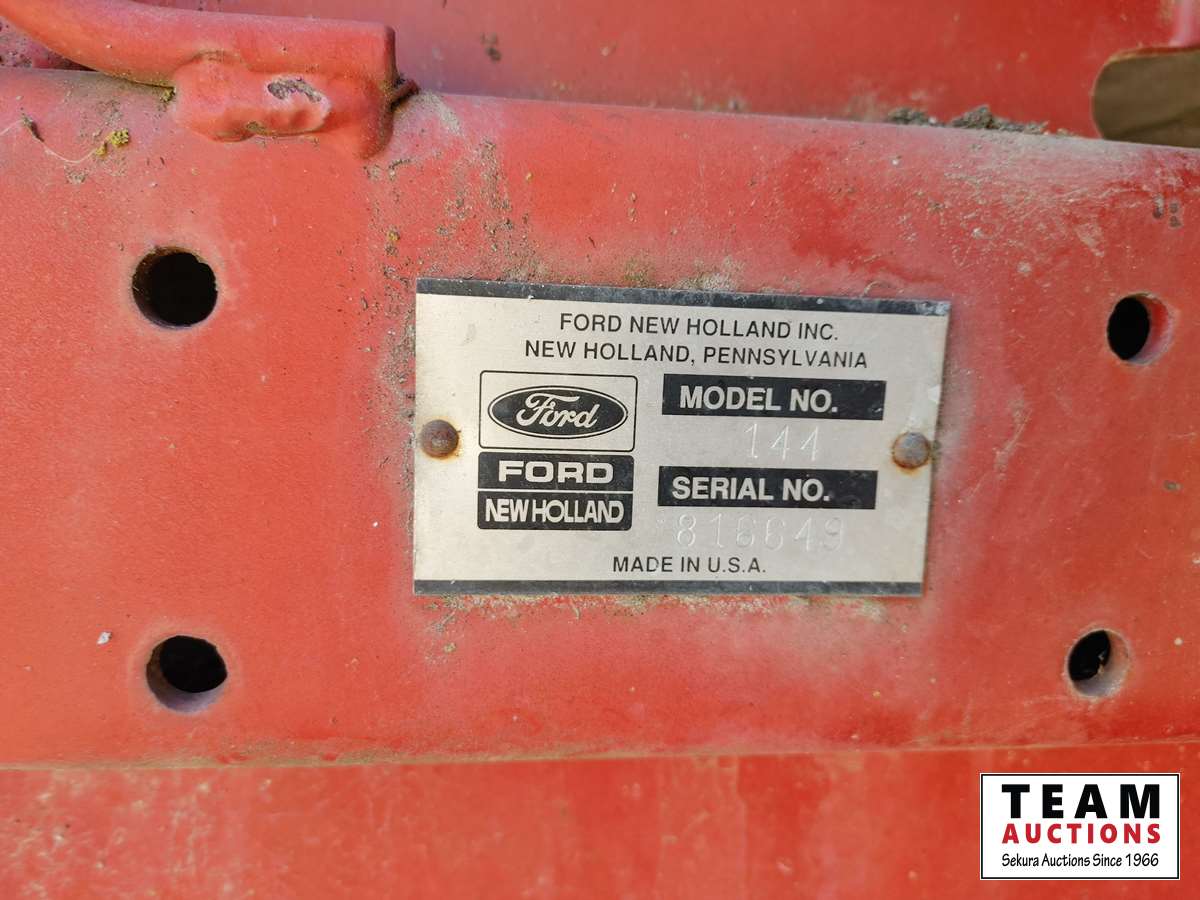 FORD NEW HOLLAND INC.
NEW HOLLAND, PENNSYLVANIA
Ford
FORD
NEW HOLLAND
MODEL NO.
144
SERIAL NO.
816649
MADE IN U.S.A.
TEAM
AUCTIONS
Sekura Auctions Since 1966